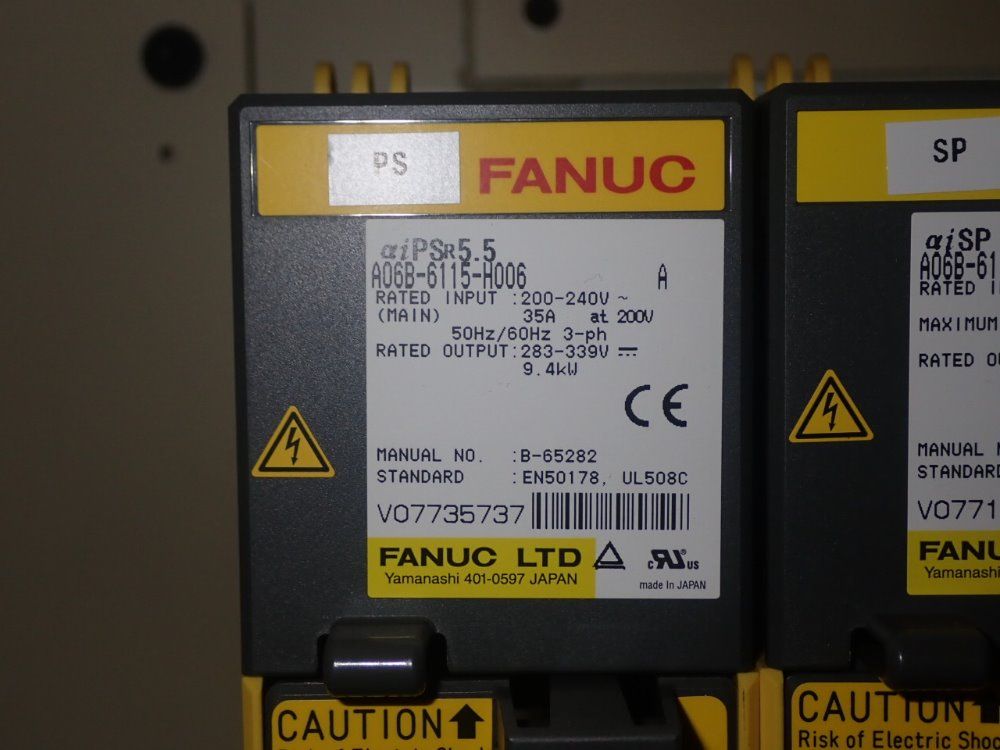 PS
FANUC
αiPSR5.5
A06B-6115-H006 A
RATED INPUT :200-240V ~
(MAIN) 35A at 200V
50Hz/60Hz 3-ph
RATED OUTPUT:283-339V
9.4kW
CE
MANUAL NO. :B-65282
STANDARD :EN50178, UL508C
V07735737
FANUC LTD
Yamanashi 401-0597 JAPAN
c RU® US
made In JAPAN
CAUTION
SP
αiSP
A06B-61
RATED I
MAXIMUM
RATED O
MANUAL
STANDARD
V0771
FANU
Yamanashi
CAUTION
Risk of Electric Shoc